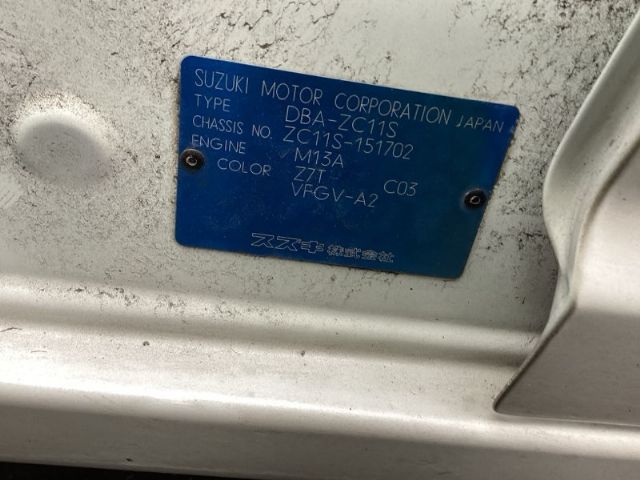 SUZUKI MOTOR CORPORATION JAPAN
TYPE DBA-ZC11S
CHASSIS NO. ZC11S-151702
ENGINE M13A
COLOR Z7T C03
VFGV-A2
スズキ株式会社